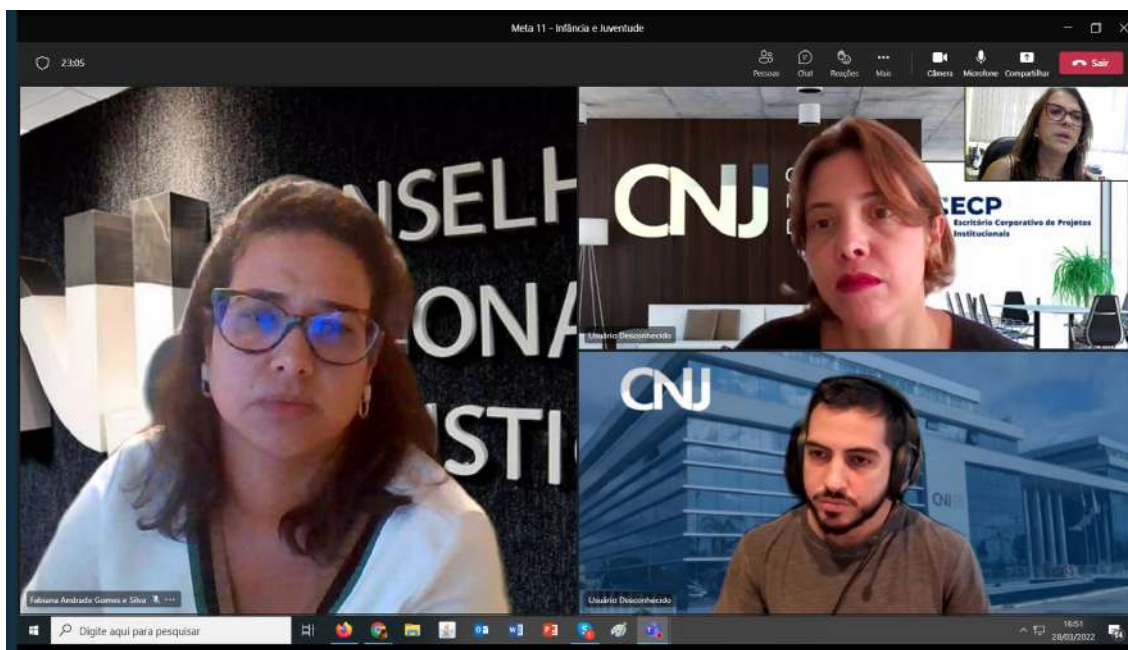 Meta 11 - Infância e Juventude
23:05
Pessoas Chat Reações Mais Câmera Microfone Compartilhar Sair
NSELH
ONA
STI
CNJ
ECP
Escritório Corporativo de Projetos
Institucionais
Usuário Desconhecido
CNJ
CNJ
Fabiana Andrade Gomes e Silva
Usuário Desconhecido
Digite aqui para pesquisar
16:51
28/03/2022